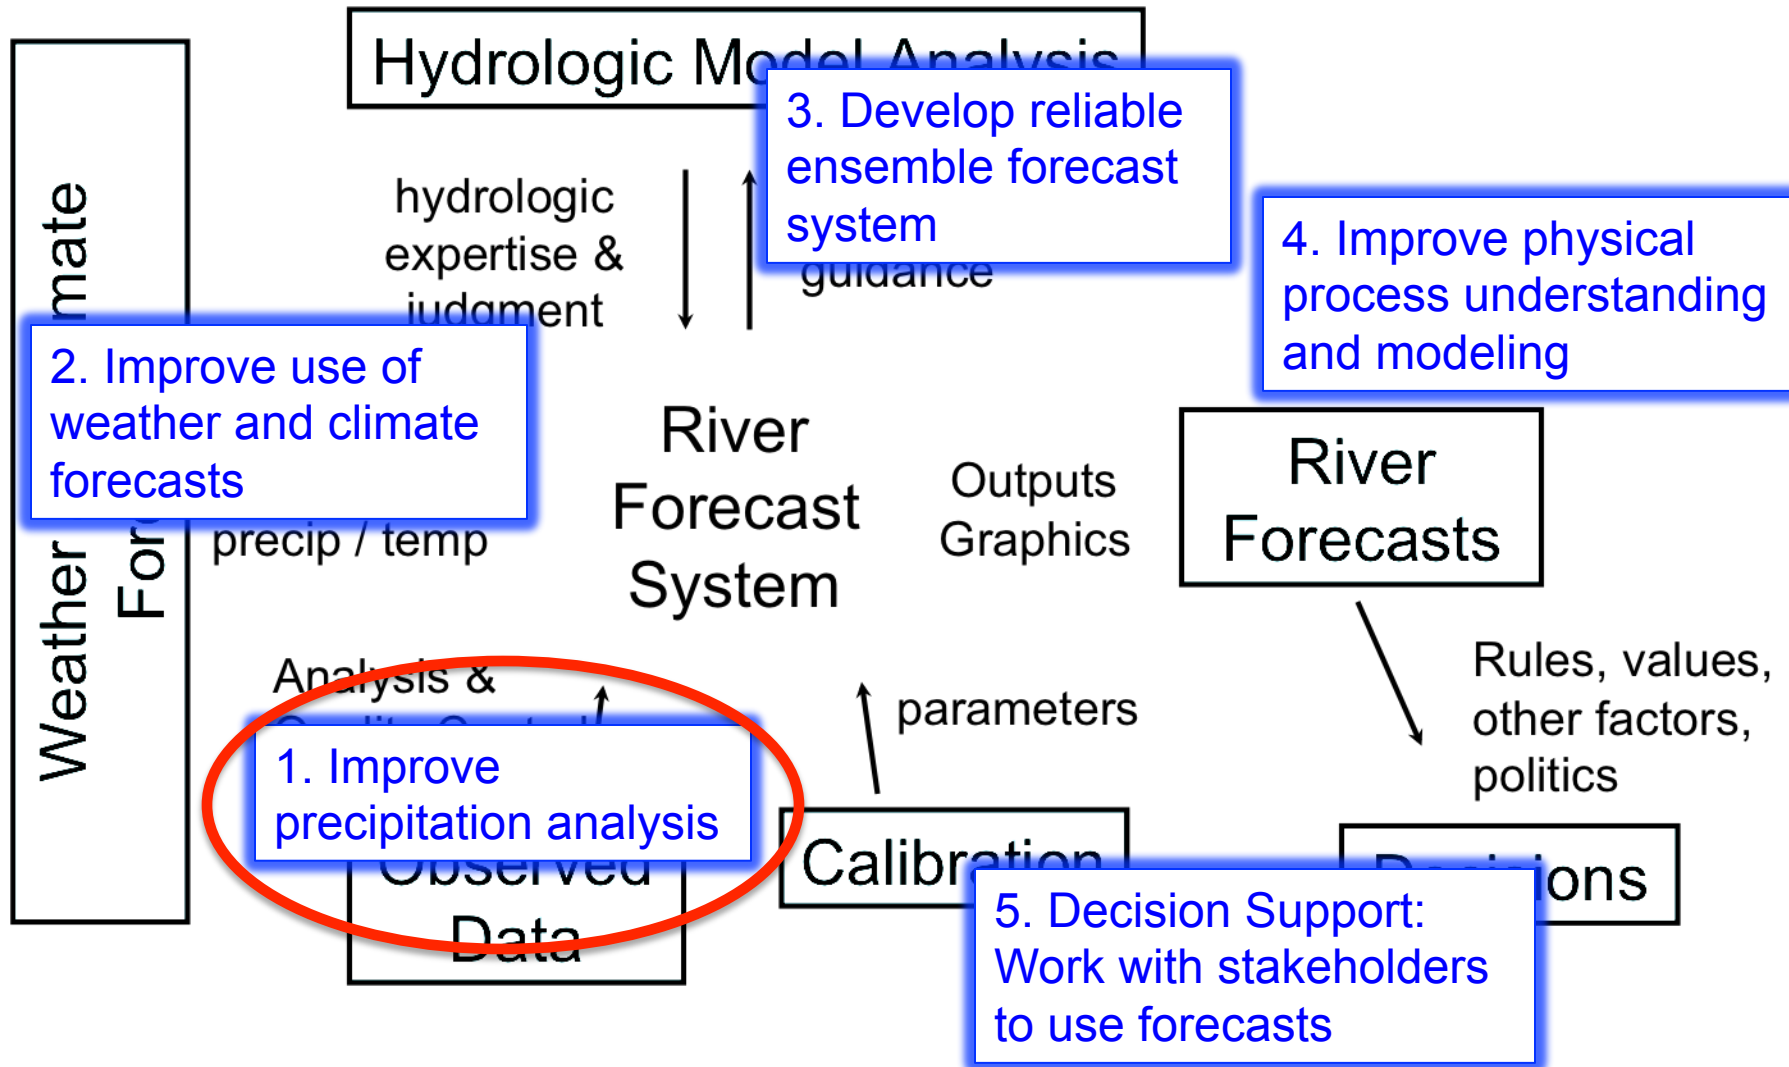 Hydrologic Model Analysis
3. Develop reliable
ensemble forecast
system
hydrologic
expertise &
judgment
guidance
4. Improve physical
process understanding
and modeling
Weather
2. Improve use of
weather and climate
forecasts
precip / temp
River
Forecast
System
Outputs
Graphics
River
Forecasts
Analysis &
Quality Control
1. Improve
precipitation analysis
Observed
Data
parameters
Calibration
Rules, values,
other factors,
politics
Decisions
5. Decision Support:
Work with stakeholders
to use forecasts